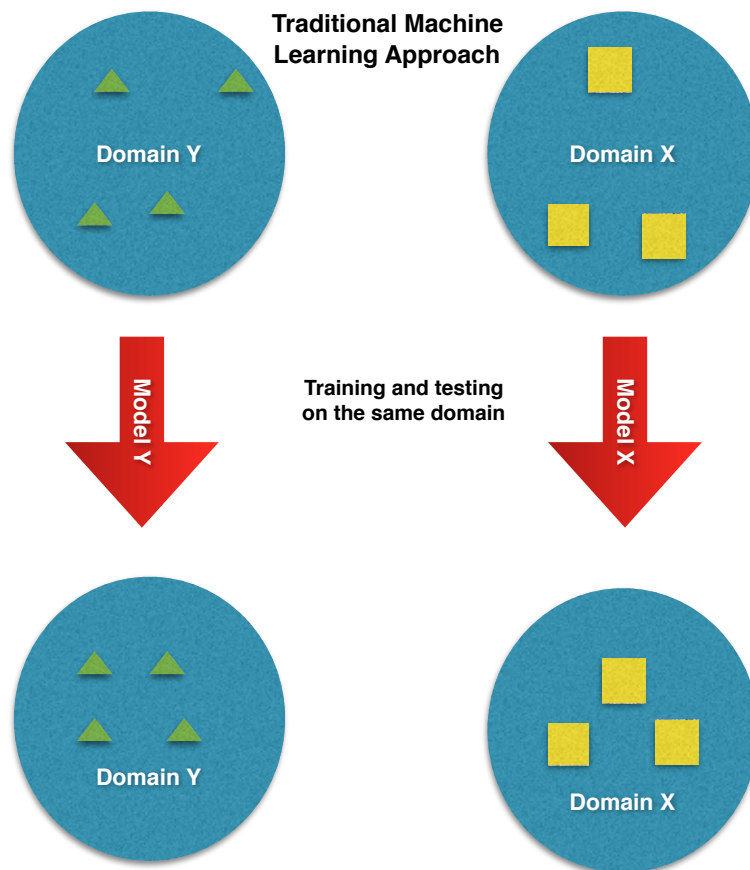 Traditional Machine
Learning Approach
Domain Y
Domain X
Model Y
Training and testing
on the same domain
Model X
Domain Y
Domain X